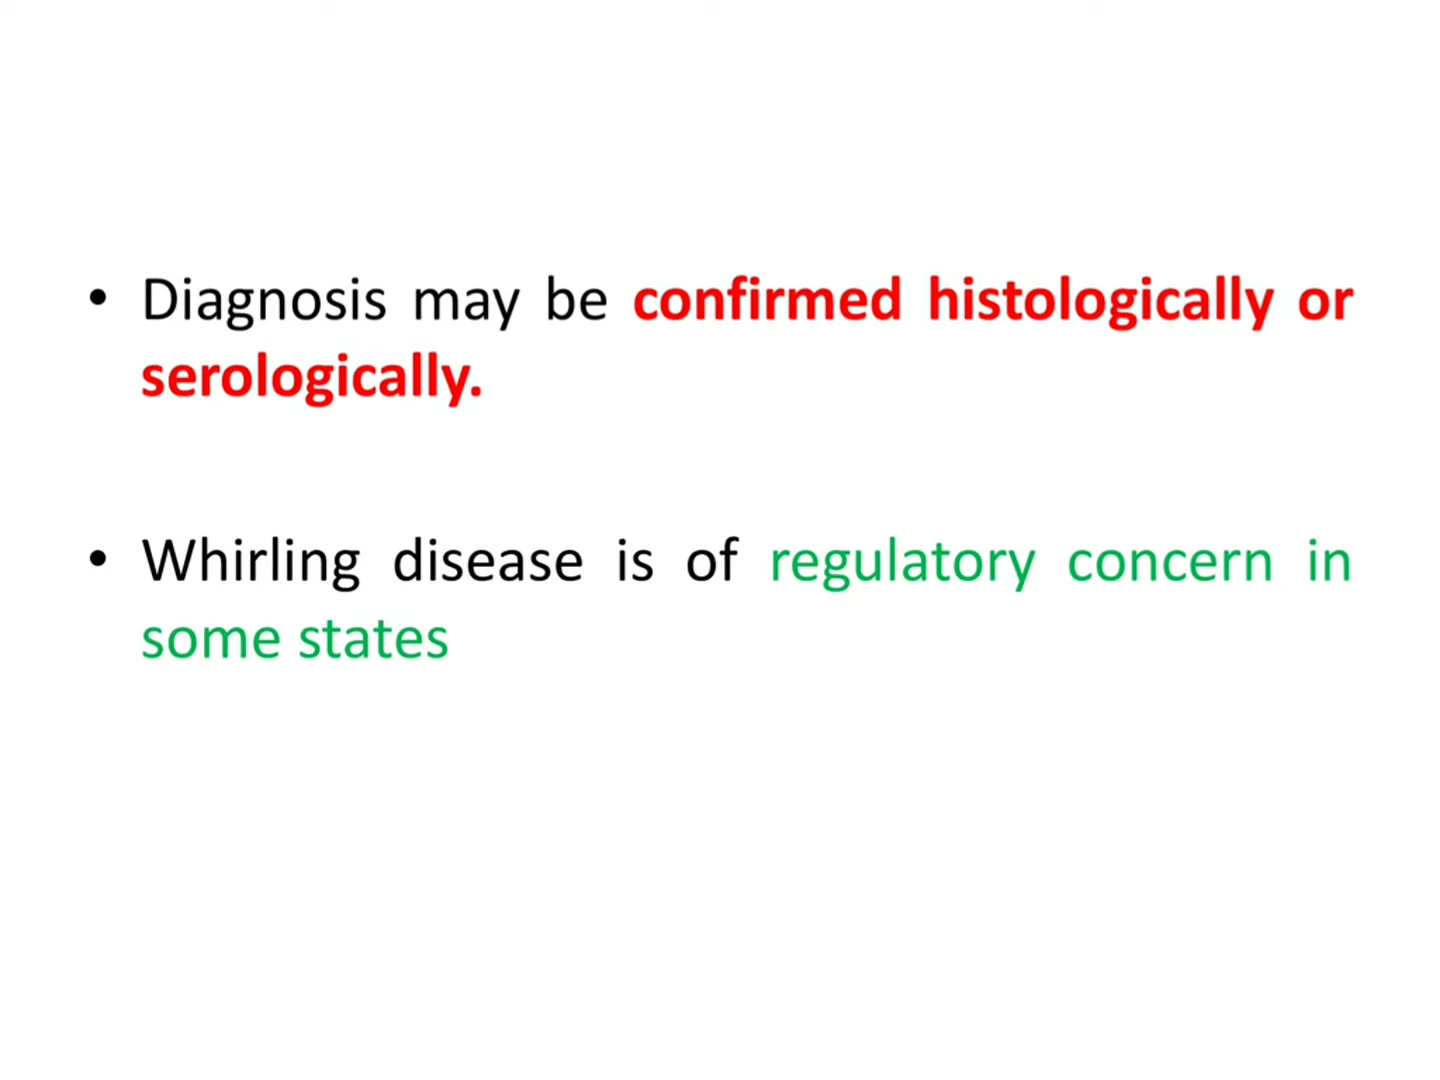 • Diagnosis may be confirmed histologically or
serologically.
• Whirling disease is of regulatory concern in
some states